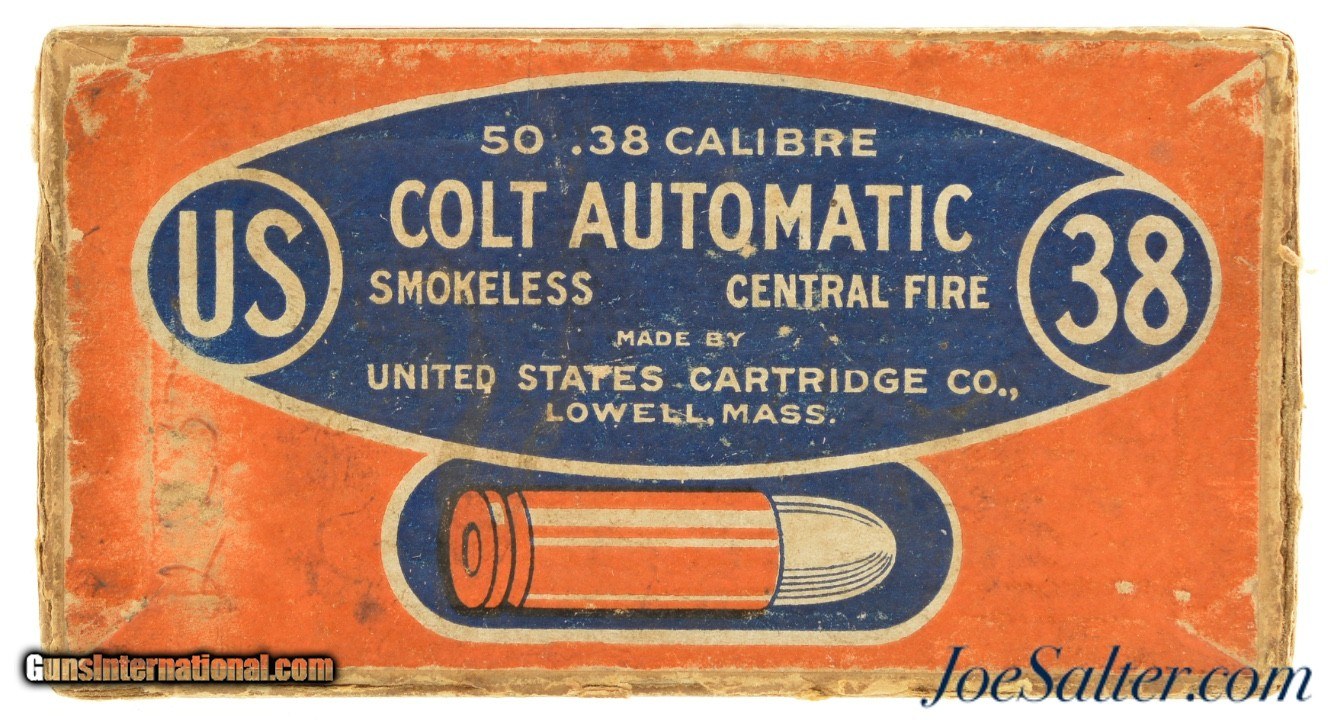 50 .38 CALIBRE
COLT AUTOMATIC
US
38
SMOKELESS CENTRAL FIRE
MADE BY
UNITED STATES CARTRIDGE CO.,
LOWELL, MASS.
GunsInternational.com
JoeSalter.com